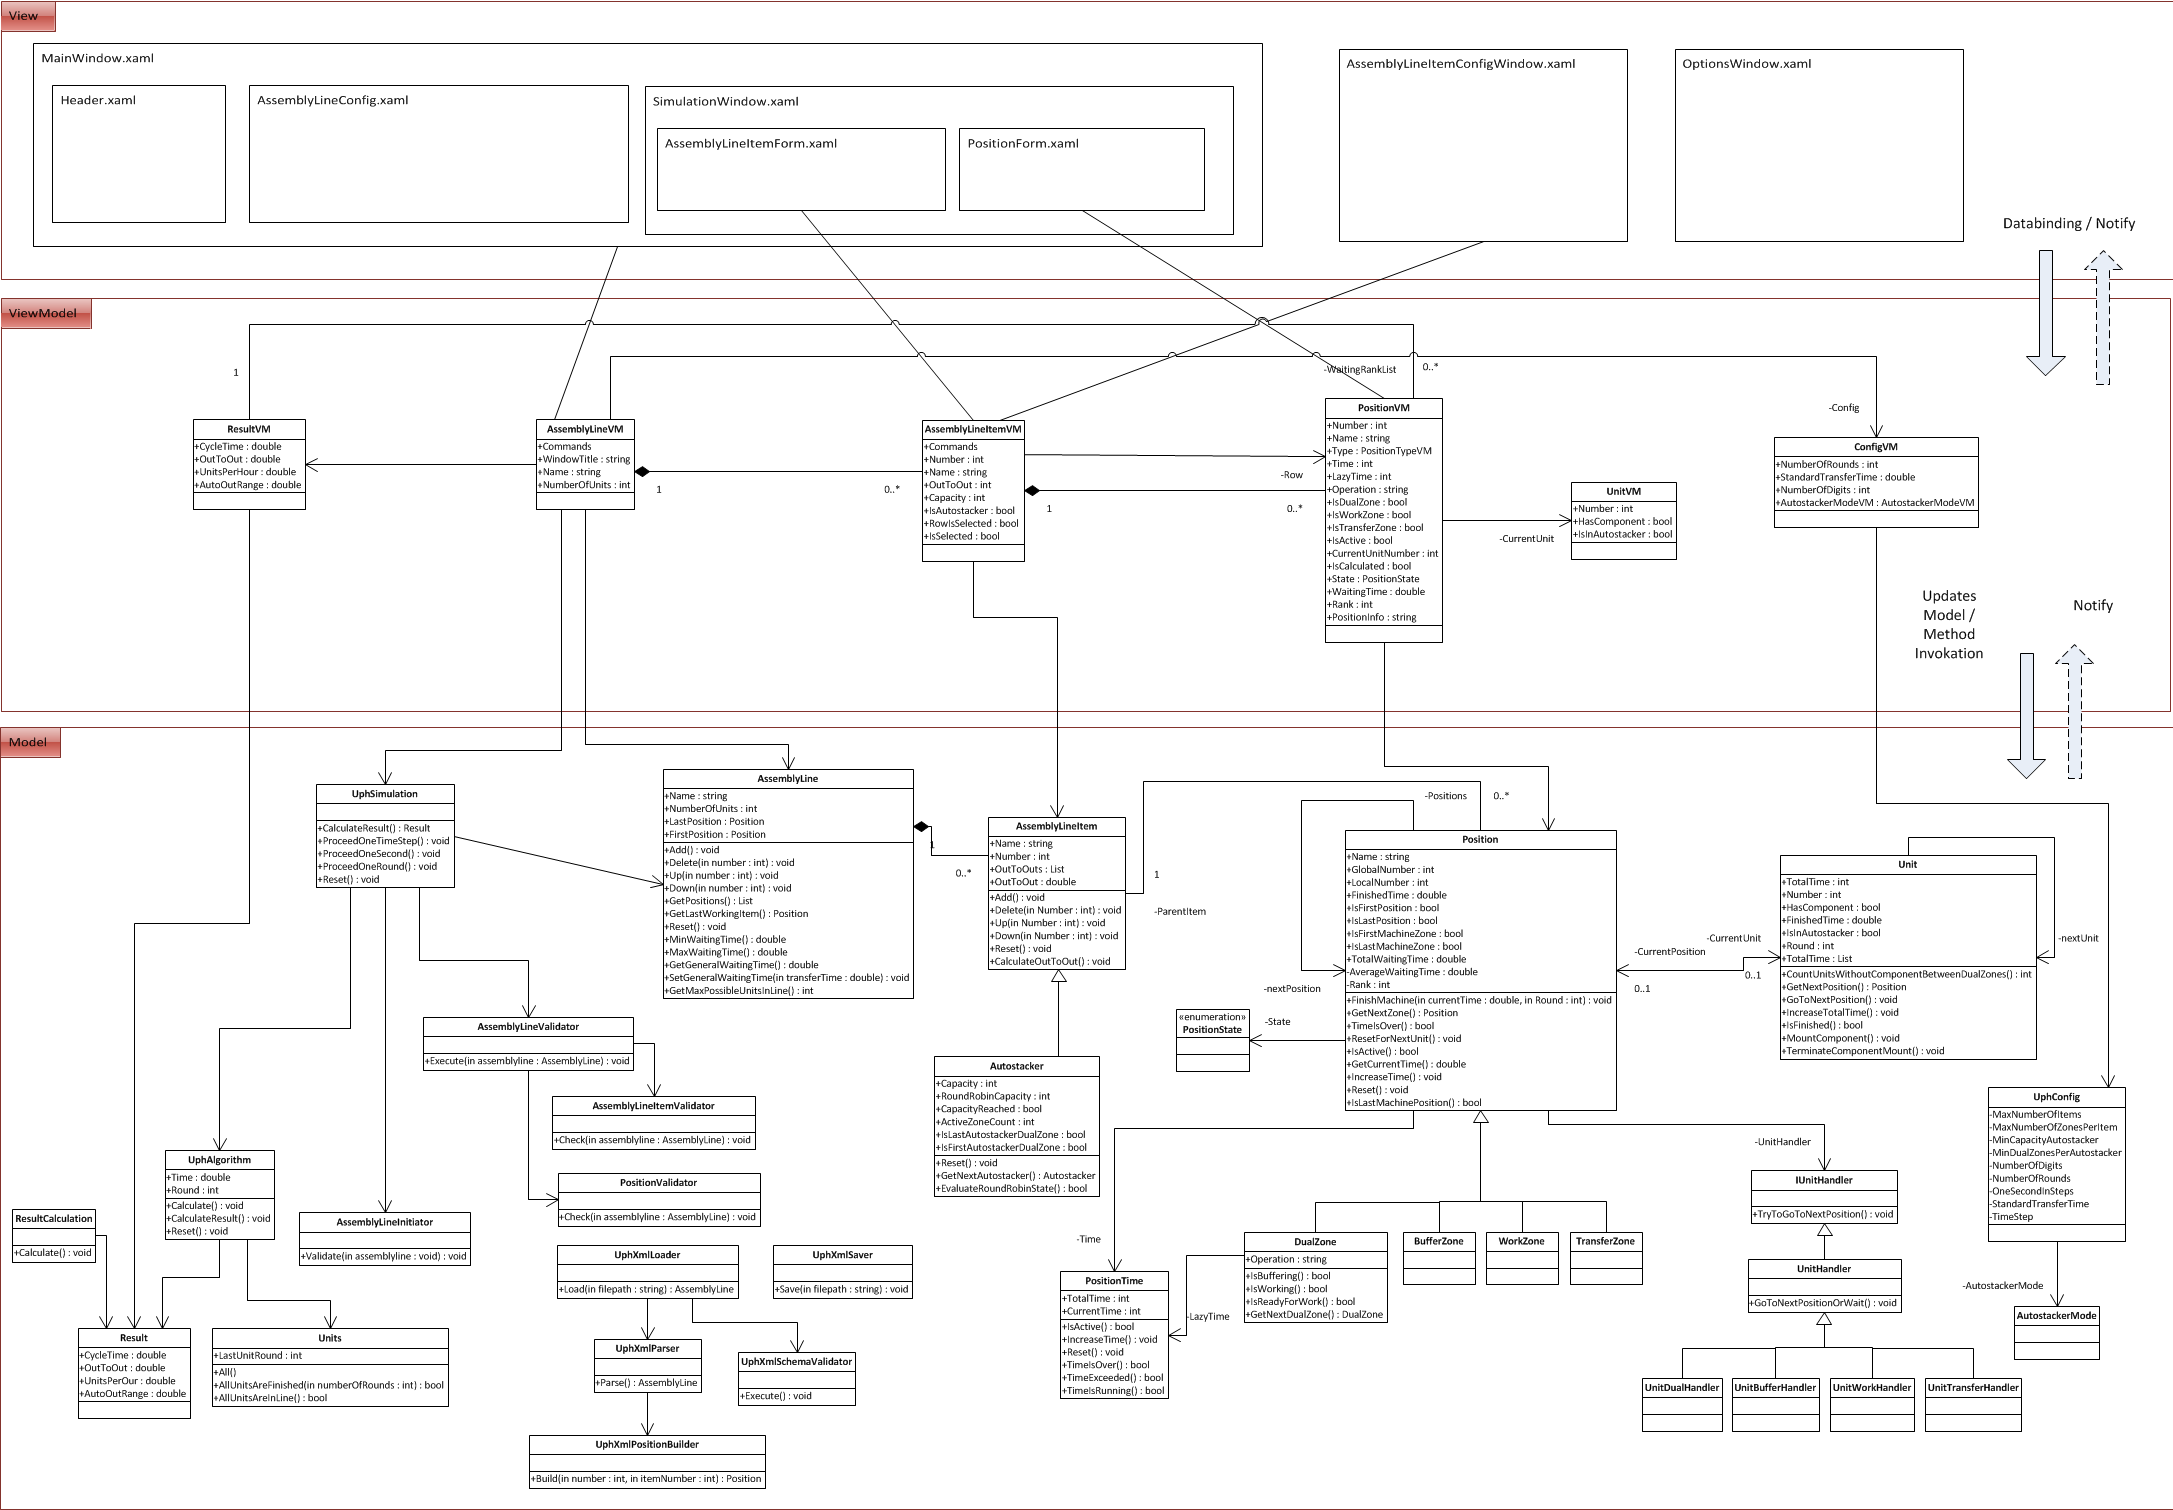 View
MainWindow.xaml
Header.xaml
AssemblyLineConfig.xaml
SimulationWindow.xaml
AssemblyLineItemForm.xaml
PositionForm.xaml
AssemblyLineItemConfigWindow.xaml
OptionsWindow.xaml
Databinding / Notify
ViewModel
1
-WaitingRankList
0..*
-Config
ResultVM
+CycleTime : double
+OutToOut : double
+UnitsPerHour : double
+AutoOutRange : double
AssemblyLineVM
+Commands
+WindowTitle : string
+Name : string
+NumberOfUnits : int
1
0..*
AssemblyLineItemVM
+Commands
+Number : int
+Name : string
+OutToOut : int
+Capacity : int
+IsAutostacker : bool
+RowIsSelected : bool
+IsSelected : bool
-Row
1
0..*
PositionVM
+Number : int
+Name : string
+Type : PositionTypeVM
+Time : int
+LazyTime : int
+Operation : string
+IsDualZone : bool
+IsWorkZone : bool
+IsTransferZone : bool
+IsActive : bool
+CurrentUnitNumber : int
+IsCalculated : bool
+State : PositionState
+WaitingTime : double
+Rank : int
+PositionInfo : string
-CurrentUnit
UnitVM
+Number : int
+HasComponent : bool
+IsInAutostacker : bool
ConfigVM
+NumberOfRounds : int
+StandardTransferTime : double
+NumberOfDigits : int
+AutostackerModeVM : AutostackerModeVM
Updates
Model /
Method
Invokation
Notify
Model
UphSimulation
+CalculateResult() : Result
+ProceedOneTimeStep() : void
+ProceedOneSecond() : void
+ProceedOneRound() : void
+Reset() : void
AssemblyLine
+Name : string
+NumberOfUnits : int
+LastPosition : Position
+FirstPosition : Position
+Add() : void
+Delete(in number : int) : void
+Up(in number : int) : void
+Down(in number : int) : void
+GetPositions() : List
+GetLastWorkingItem() : Position
+Reset() : void
+MinWaitingTime() : double
+MaxWaitingTime() : double
+GetGeneralWaitingTime() : double
+SetGeneralWaitingTime(in transferTime : double) : void
+GetMaxPossibleUnitsInLine() : int
1
0..*
AssemblyLineItem
+Name : string
+Number : int
+OutToOuts : List
+OutToOut : double
+Add() : void
+Delete(in Number : int) : void
+Up(in Number : int) : void
+Down(in Number : int) : void
+Reset() : void
+CalculateOutToOut() : void
1
-ParentItem
-Positions
0..*
-nextPosition
Position
+Name : string
+GlobalNumber : int
+LocalNumber : int
+FinishedTime : double
+IsFirstPosition : bool
+IsLastPosition : bool
+IsFirstMachineZone : bool
+IsLastMachineZone : bool
+TotalWaitingTime : double
-AverageWaitingTime : double
-Rank : int
+FinishMachine(in currentTime : double, in Round : int) : void
+GetNextZone() : Position
+TimeIsOver() : bool
+ResetForNextUnit() : void
+IsActive() : bool
+GetCurrentTime() : double
+IncreaseTime() : void
+Reset() : void
+IsLastMachinePosition() : bool
-CurrentPosition
0..1
-CurrentUnit
0..1
Unit
+TotalTime : int
+Number : int
+HasComponent : bool
+FinishedTime : double
+IsInAutostacker : bool
+Round : int
+TotalTime : List
+CountUnitsWithoutComponentBetweenDualZones() : int
+GetNextPosition() : Position
+GoToNextPosition() : void
+IncreaseTotalTime() : void
+IsFinished() : bool
+MountComponent() : void
+TerminateComponentMount() : void
-nextUnit
«enumeration»
PositionState
-State
AssemblyLineValidator
+Execute(in assemblyline : AssemblyLine) : void
AssemblyLineItemValidator
+Check(in assemblyline : AssemblyLine) : void
PositionValidator
+Check(in assemblyline : AssemblyLine) : void
Autostacker
+Capacity : int
+RoundRobinCapacity : int
+CapacityReached : bool
+ActiveZoneCount : int
+IsLastAutostackerDualZone : bool
+IsFirstAutostackerDualZone : bool
+Reset() : void
+GetNextAutostacker() : Autostacker
+EvaluateRoundRobinState() : bool
UphConfig
-MaxNumberOfItems
-MaxNumberOfZonesPerItem
-MinCapacityAutostacker
-MinDualZonesPerAutostacker
-NumberOfDigits
-NumberOfRounds
-OneSecondInSteps
-StandardTransferTime
-TimeStep
-AutostackerMode
AutostackerMode
-UnitHandler
IUnitHandler
+TryToGoToNextPosition() : void
UnitHandler
+GoToNextPositionOrWait() : void
UnitDualHandler
UnitBufferHandler
UnitWorkHandler
UnitTransferHandler
UphAlgorithm
+Time : double
+Round : int
+Calculate() : void
+CalculateResult() : void
+Reset() : void
AssemblyLineInitiator
+Validate(in assemblyline : void) : void
ResultCalculation
+Calculate() : void
Result
+CycleTime : double
+OutToOut : double
+UnitsPerOur : double
+AutoOutRange : double
Units
+LastUnitRound : int
+All()
+AllUnitsAreFinished(in numberOfRounds : int) : bool
+AllUnitsAreInLine() : bool
UphXmlLoader
+Load(in filepath : string) : AssemblyLine
UphXmlSaver
+Save(in filepath : string) : void
UphXmlParser
+Parse() : AssemblyLine
UphXmlSchemaValidator
+Execute() : void
UphXmlPositionBuilder
+Build(in number : int, in itemNumber : int) : Position
-Time
PositionTime
+TotalTime : int
+CurrentTime : int
+IsActive() : bool
+IncreaseTime() : void
+Reset() : void
+TimeIsOver() : bool
+TimeExceeded() : bool
+TimeIsRunning() : bool
-LazyTime
DualZone
+Operation : string
+IsBuffering() : bool
+IsWorking() : bool
+IsReadyForWork() : bool
+GetNextDualZone() : DualZone
BufferZone
WorkZone
TransferZone